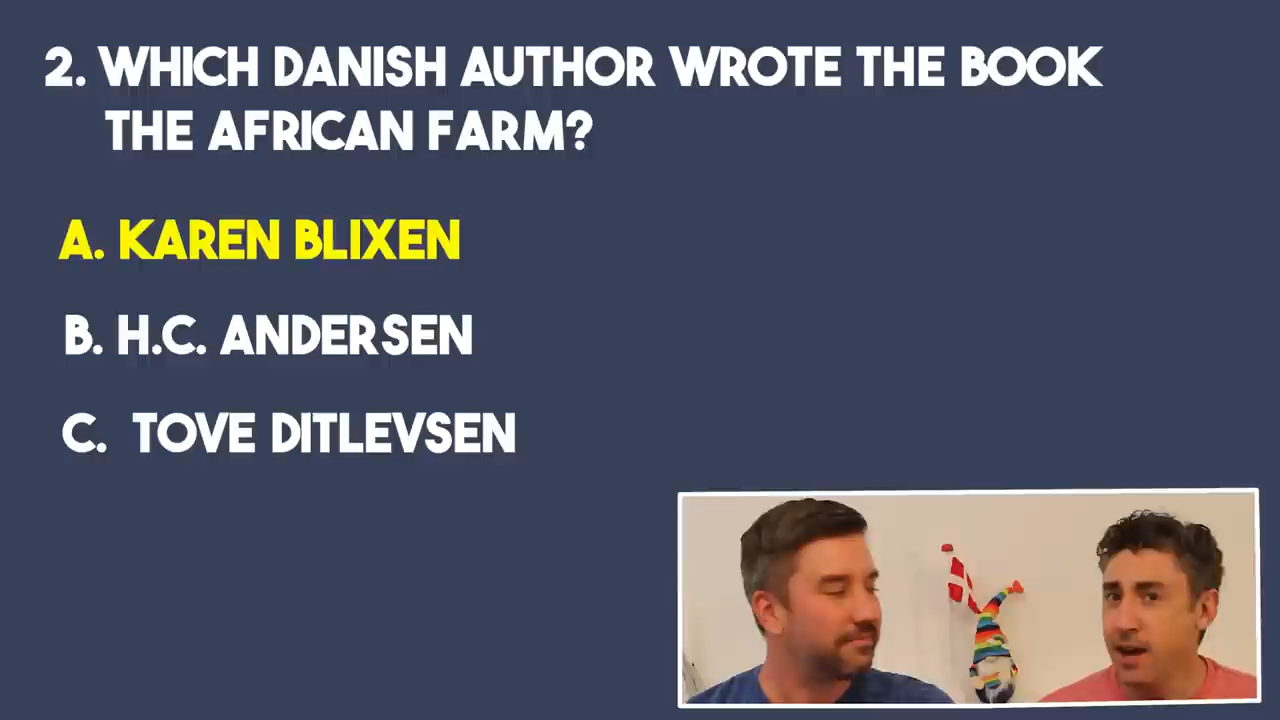 2. WHICH DANISH AUTHOR WROTE THE BOOK
THE AFRICAN FARM?
A. KAREN BLIXEN
B. H.C. ANDERSEN
C. TOVE DITLEVSEN